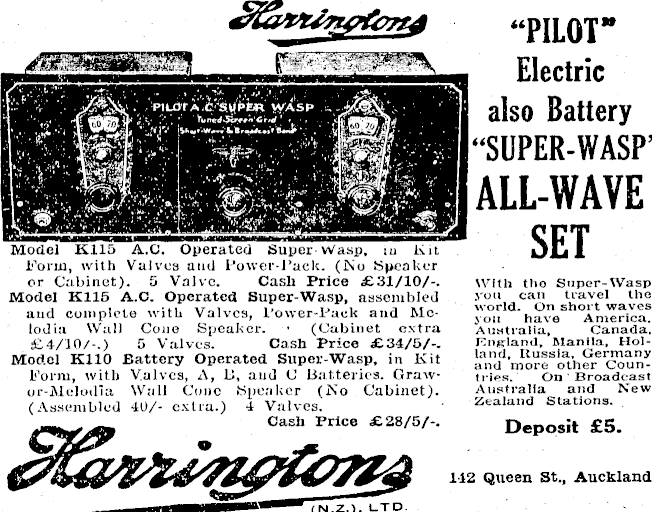 Harringtons
PILOT A.C. SUPER WASP
Tuned Screen Grid
Short-Wave & Broadcast Band
60 70
60 70
Model K115 A.C. Operated Super-Wasp, in Kit
Form, with Valves and Power-Pack. (No Speaker
or Cabinet). 5 Valve. Cash Price £31/10/-.
Model K115 A.C. Operated Super-Wasp, assembled
and complete with Valves, Power-Pack and Me-
lodia Wall Cone Speaker. (Cabinet extra
£4/10/-.) 5 Valves. Cash Price £34/5/-.
Model K110 Battery Operated Super-Wasp, in Kit
Form, with Valves, A, B, and C Batteries. Graw-
or-Melodia Wall Cone Speaker (No Cabinet).
(Assembled 40/- extra.) 4 Valves.
Cash Price £28/5/-.
"PILOT"
Electric
also Battery
"SUPER-WASP"
ALL-WAVE
SET
With the Super-Wasp
you can travel the
world. On short waves
you have America,
Australia, Canada,
England, Manila, Hol-
land, Russia, Germany
and more other Coun-
tries. On Broadcast
Australia and New
Zealand Stations.
Deposit £5.
Harringtons
(N.Z.), LTD.
142 Queen St., Auckland